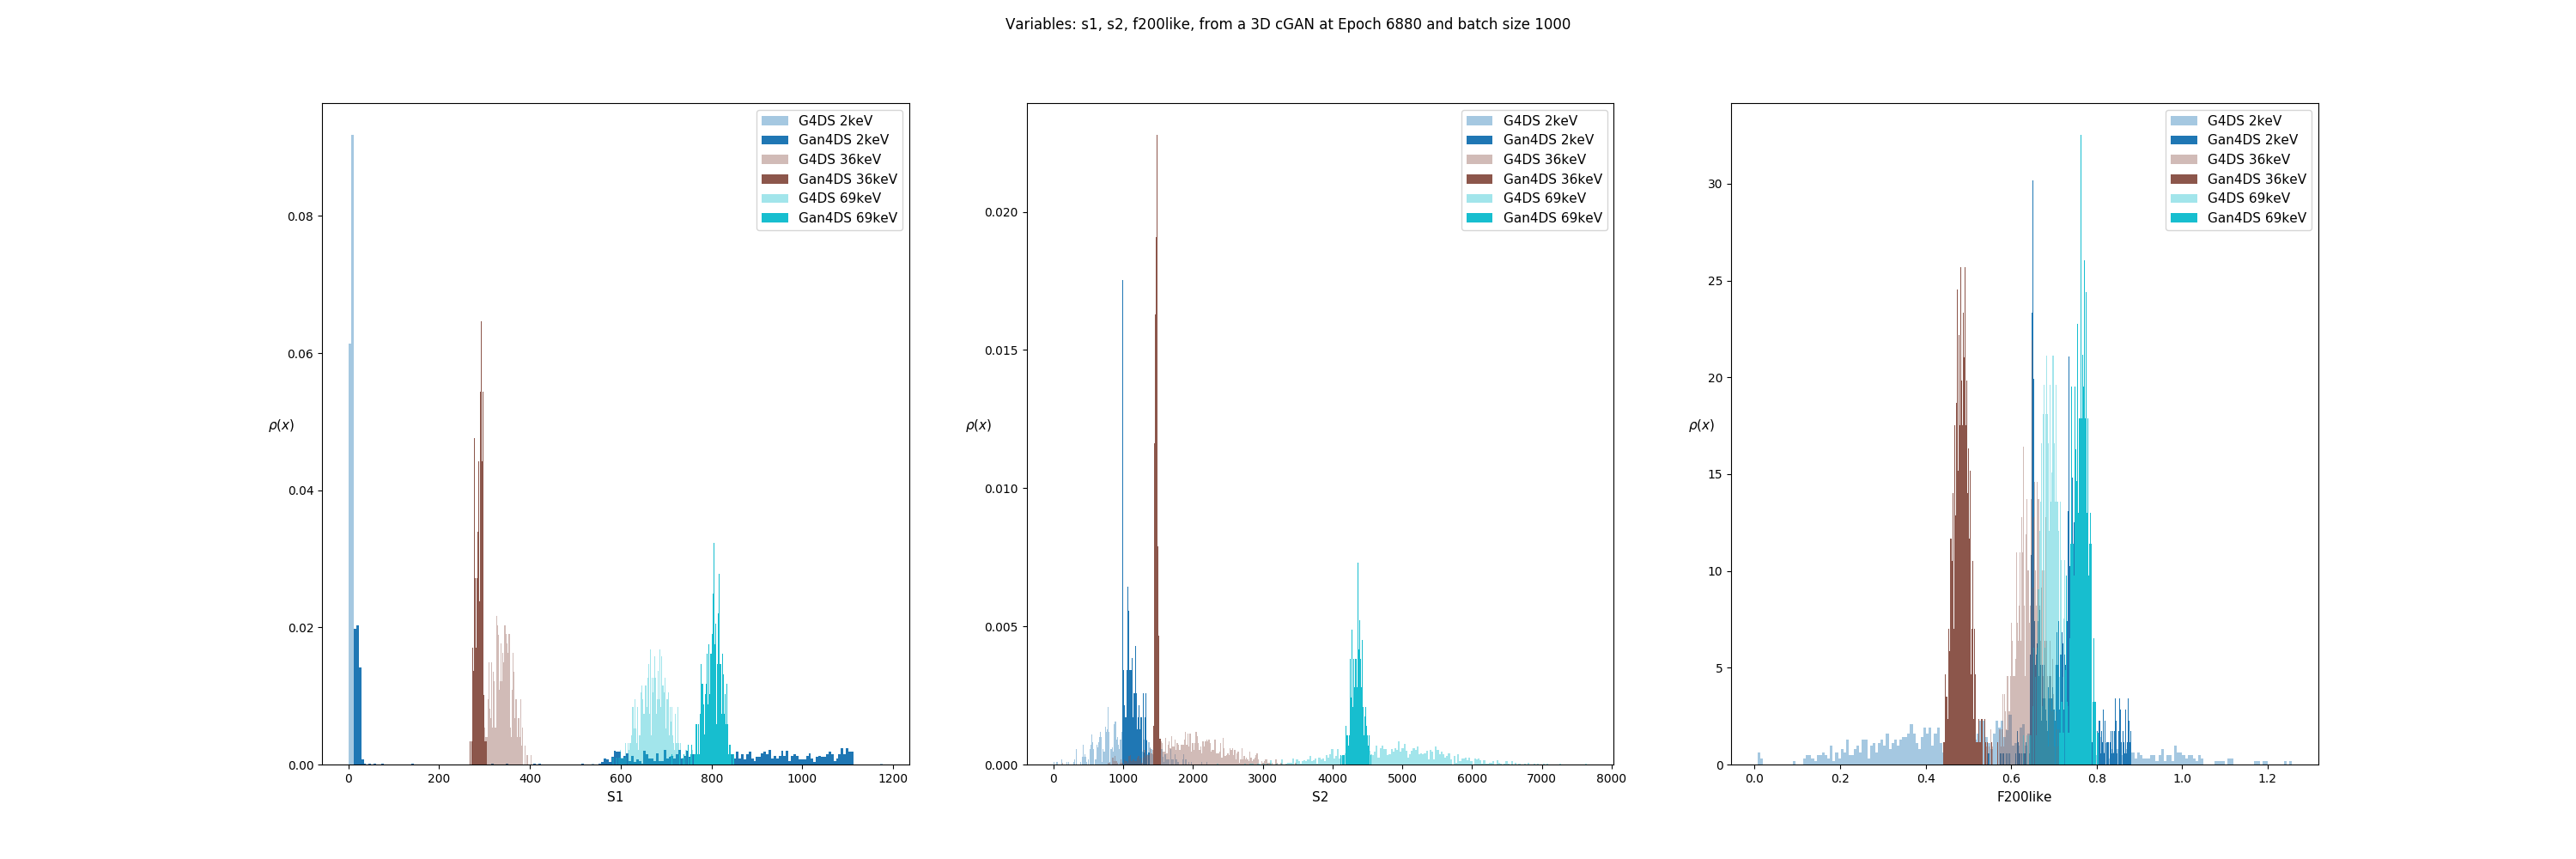 Variables: s1, s2, f200like, from a 3D cGAN at Epoch 6880 and batch size 1000
G4DS 2keV
Gan4DS 2keV
G4DS 36keV
Gan4DS 36keV
G4DS 69keV
Gan4DS 69keV
0.08
0.06
ρ(x)
0.04
0.02
0.00
0 200 400 600 800 1000 1200
S1
G4DS 2keV
Gan4DS 2keV
G4DS 36keV
Gan4DS 36keV
G4DS 69keV
Gan4DS 69keV
0.020
0.015
ρ(x)
0.010
0.005
0.000
0 1000 2000 3000 4000 5000 6000 7000 8000
S2
G4DS 2keV
Gan4DS 2keV
G4DS 36keV
Gan4DS 36keV
G4DS 69keV
Gan4DS 69keV
30
25
20
ρ(x)
15
10
5
0
0.0 0.2 0.4 0.6 0.8 1.0 1.2
F200like